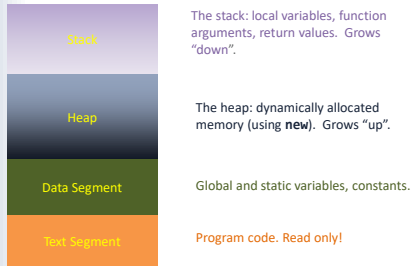 Stack
The stack: local variables, function
arguments, return values.  Grows
“down”.
Heap
The heap: dynamically allocated
memory (using new).  Grows “up”.
Data Segment
Global and static variables, constants.
Text Segment
Program code. Read only!